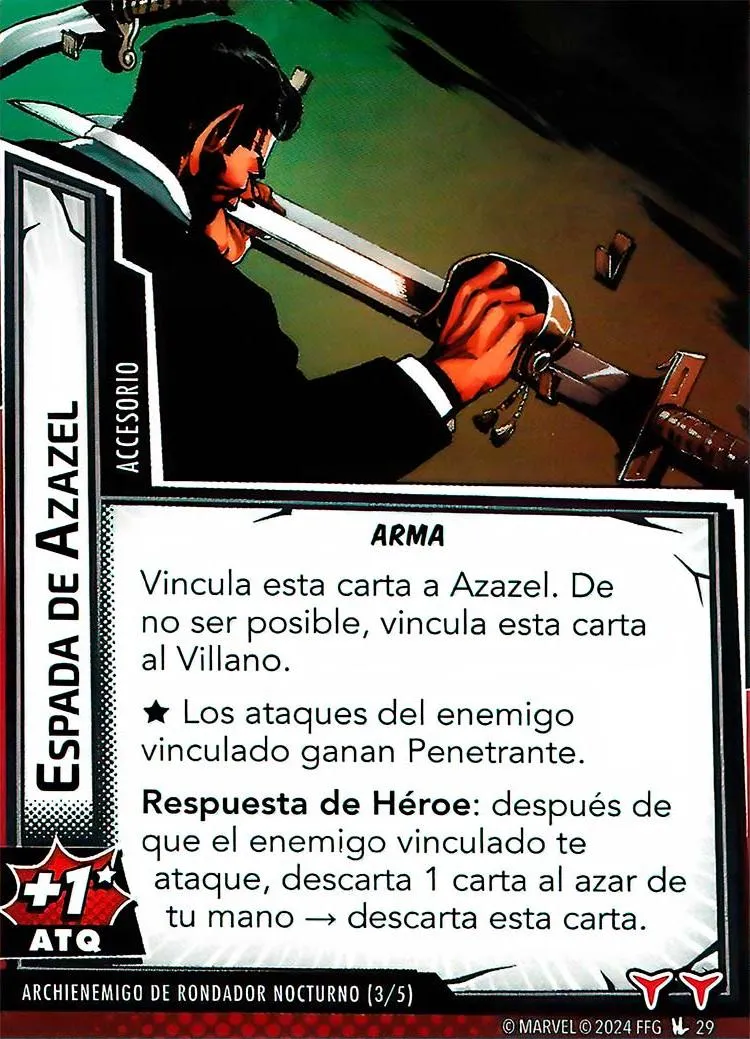 ACCESORIO
ESPADA DE AZAZEL
ARMA
Vincula esta carta a Azazel. De
no ser posible, vincula esta carta
al Villano.
★ Los ataques del enemigo
vinculado ganan Penetrante.
Respuesta de Héroe: después de
que el enemigo vinculado te
ataque, descarta 1 carta al azar de
tu mano → descarta esta carta.
+1★
ATQ
ARCHIENEMIGO DE RONDADOR NOCTURNO (3/5)
© MARVEL © 2024 FFG 29